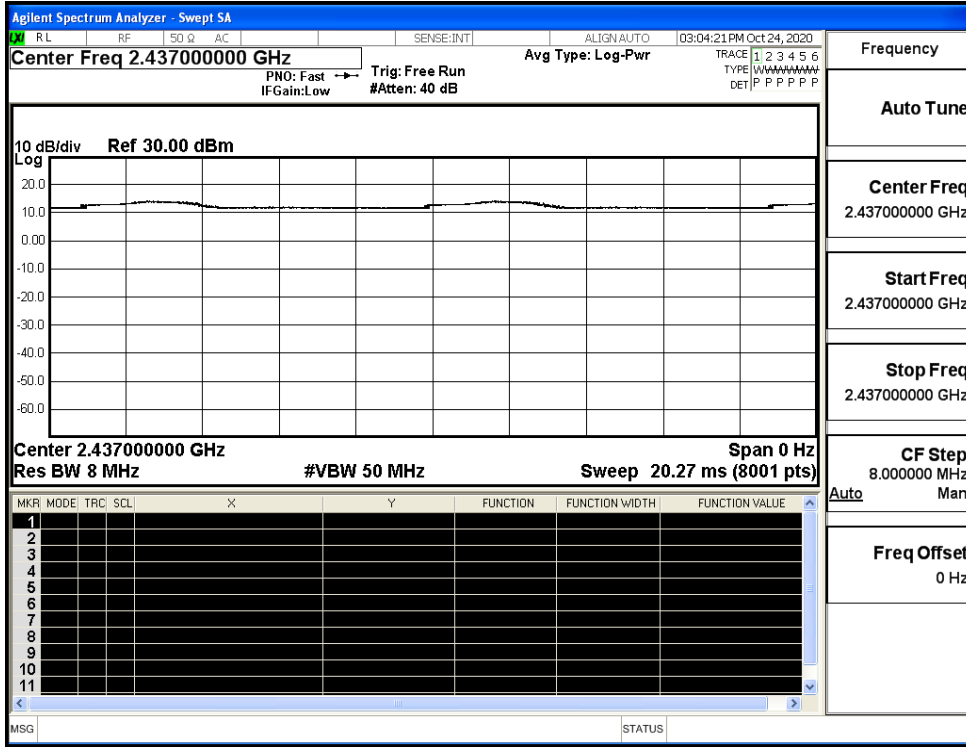 Agilent Spectrum Analyzer - Swept SA
LXI RL RF 50 Ω AC SENSE:INT ALIGN AUTO 03:04:21 PM Oct 24, 2020
Center Freq 2.437000000 GHz
PNO: Fast
IFGain:Low
Trig: Free Run
#Atten: 40 dB
Avg Type: Log-Pwr
TRACE 1 2 3 4 5 6
TYPE WWWWWW
DET P P P P P P
10 dB/div Ref 30.00 dBm
Log
20.0
10.0
0.00
-10.0
-20.0
-30.0
-40.0
-50.0
-60.0
Center 2.437000000 GHz Span 0 Hz
Res BW 8 MHz #VBW 50 MHz Sweep 20.27 ms (8001 pts)
MKR MODE TRC SCL X Y FUNCTION FUNCTION WIDTH FUNCTION VALUE
1
2
3
4
5
6
7
8
9
10
11
MSG STATUS
Frequency
Auto Tune
Center Freq
2.437000000 GHz
Start Freq
2.437000000 GHz
Stop Freq
2.437000000 GHz
CF Step
8.000000 MHz
Auto Man
Freq Offset
0 Hz